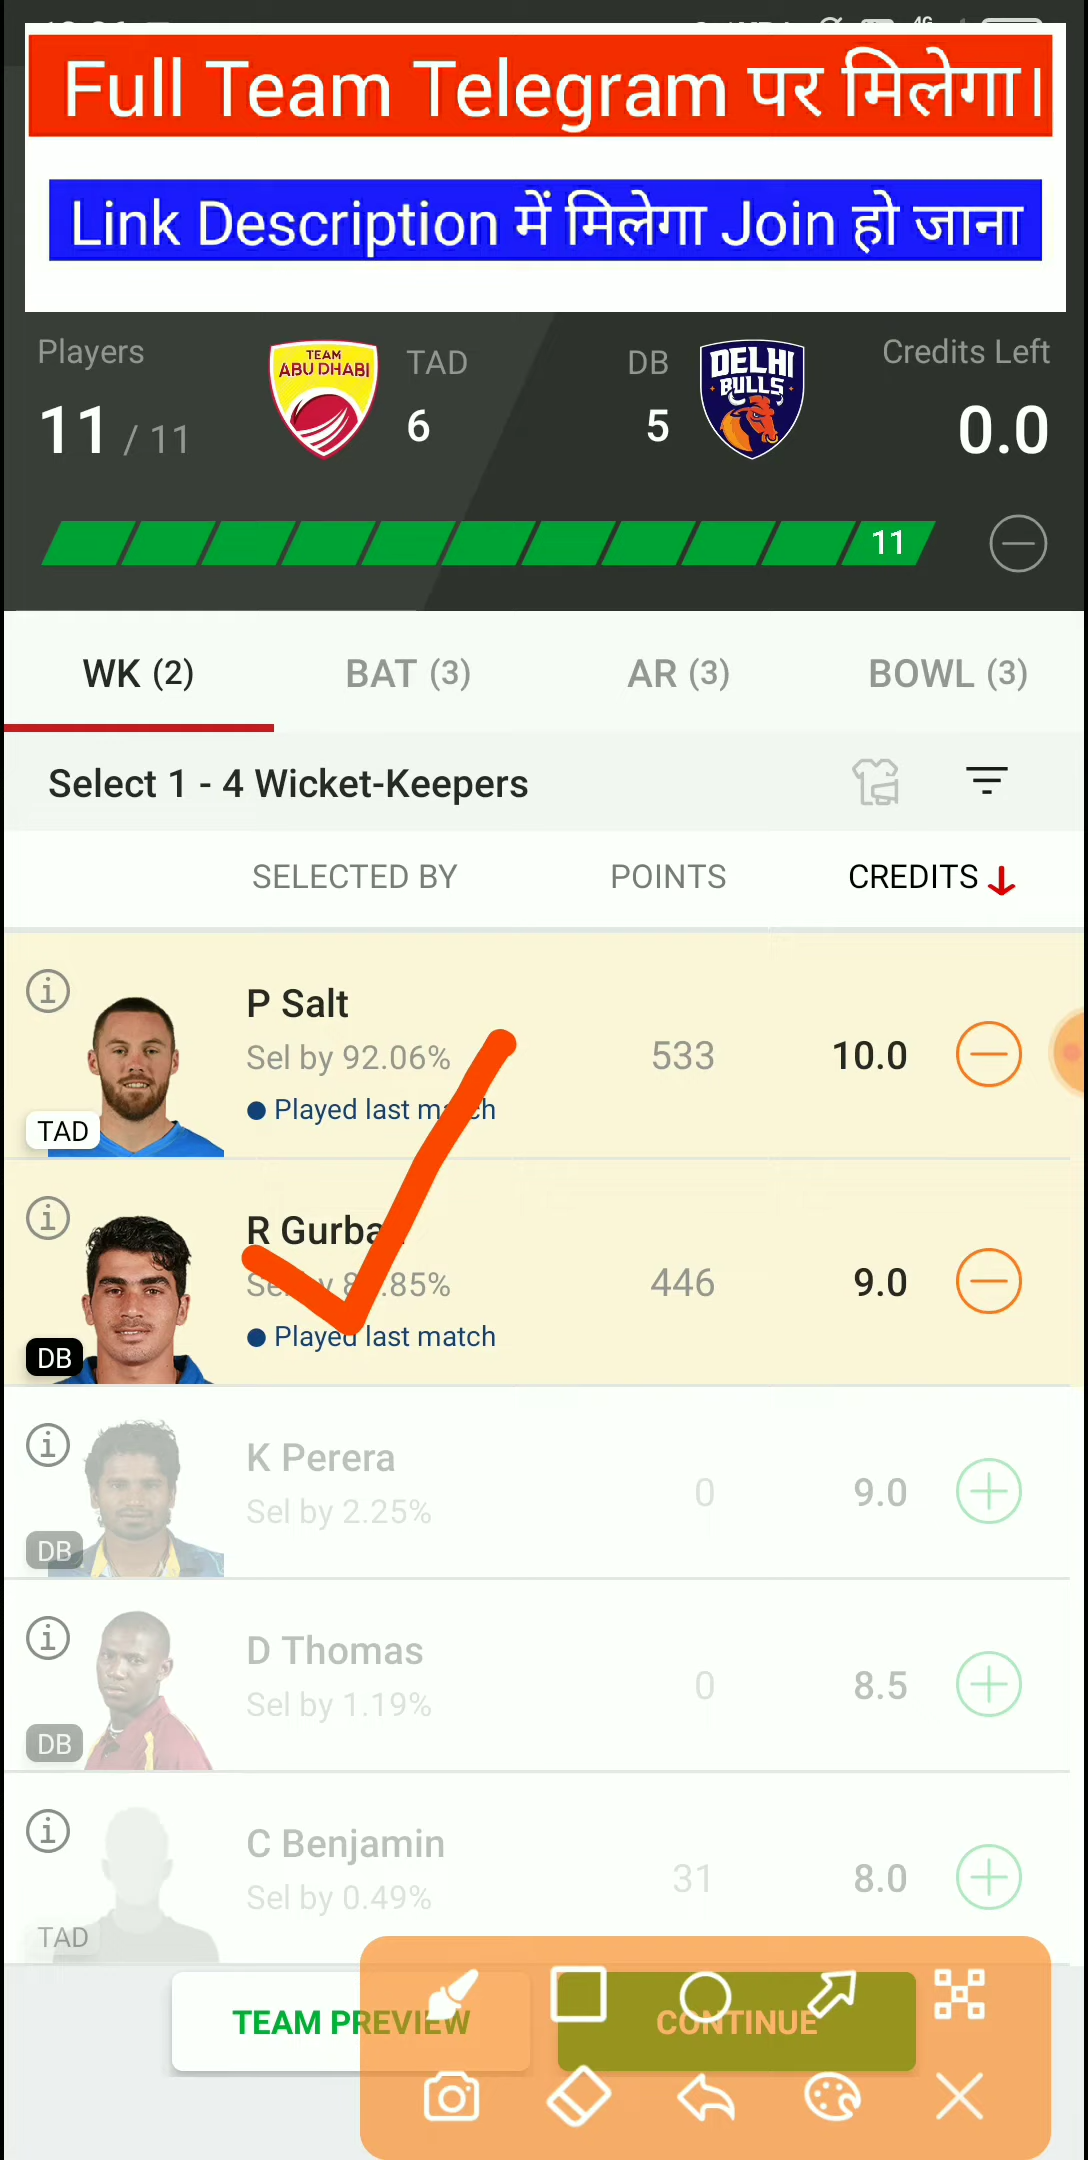 Full Team Telegram पर मिलेगा।
Link Description में मिलेगा Join हो जाना
Players
TEAM
ABU DHABI
TAD
DB
DELHI
BULLS
Credits Left
11 / 11
6
5
0.0
11
WK (2)
BAT (3)
AR (3)
BOWL (3)
Select 1 - 4 Wicket-Keepers
SELECTED BY
POINTS
CREDITS
P Salt
Sel by 92.06%
533
10.0
Played last match
TAD
R Gurba
Sel by
.85%
446
9.0
Played last match
DB
K Perera
Sel by 2.25%
0
9.0
DB
D Thomas
Sel by 1.19%
0
8.5
DB
C Benjamin
Sel by 0.49%
31
8.0
TAD
TEAM PREVIEW
CONTINUE